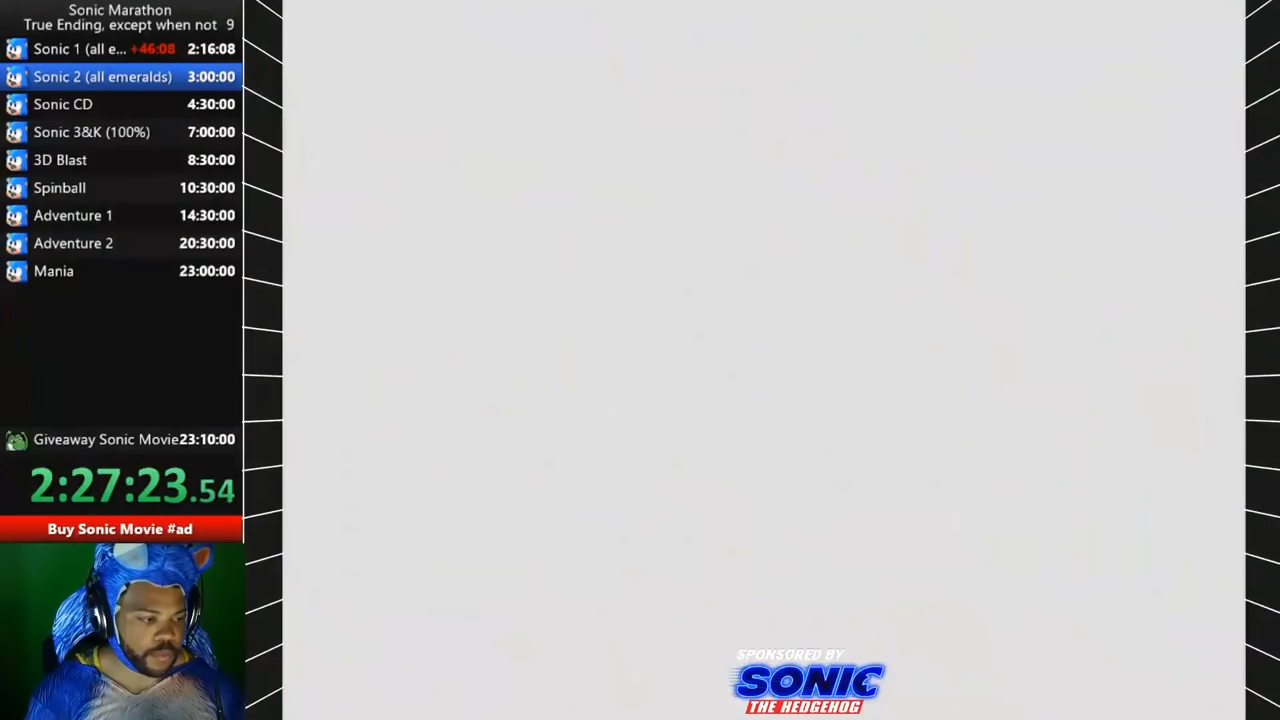 Sonic Marathon
True Ending, except when not 9
Sonic 1 (all e... +46:08 2:16:08
Sonic 2 (all emeralds) 3:00:00
Sonic CD 4:30:00
Sonic 3&K (100%) 7:00:00
3D Blast 8:30:00
Spinball 10:30:00
Adventure 1 14:30:00
Adventure 2 20:30:00
Mania 23:00:00
Giveaway Sonic Movie 23:10:00
2:27:23.54
Buy Sonic Movie #ad
SPONSORED BY
SONIC
THE HEDGEHOG